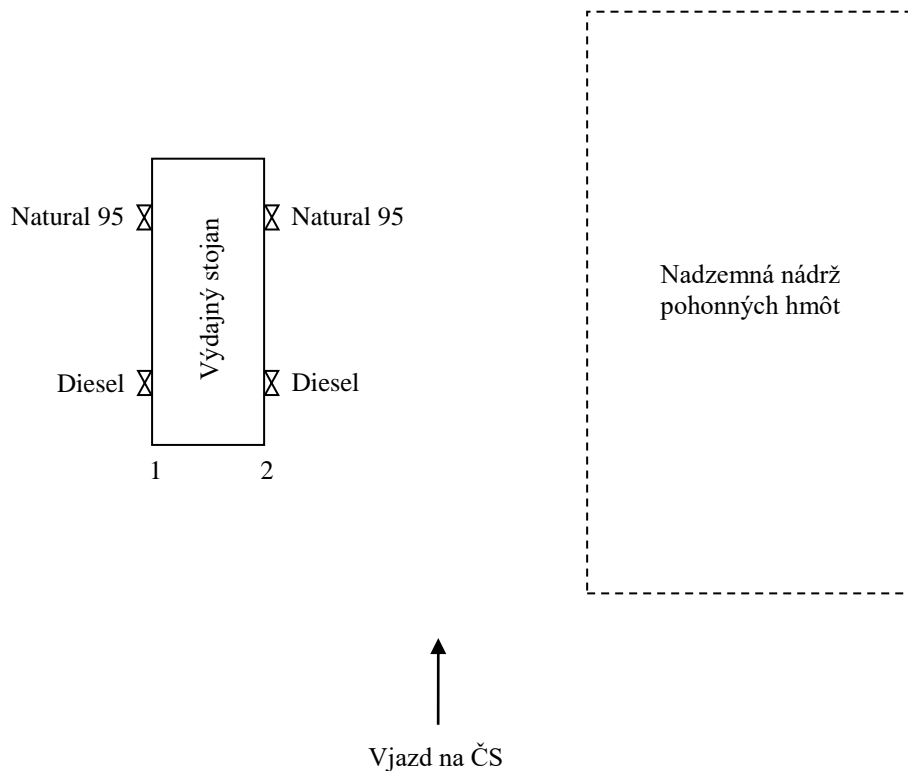 Natural 95
Natural 95
Výdajný stojan
Nadzemná nádrž
pohonných hmôt
Diesel
Diesel
1
2
Vjazd na ČS